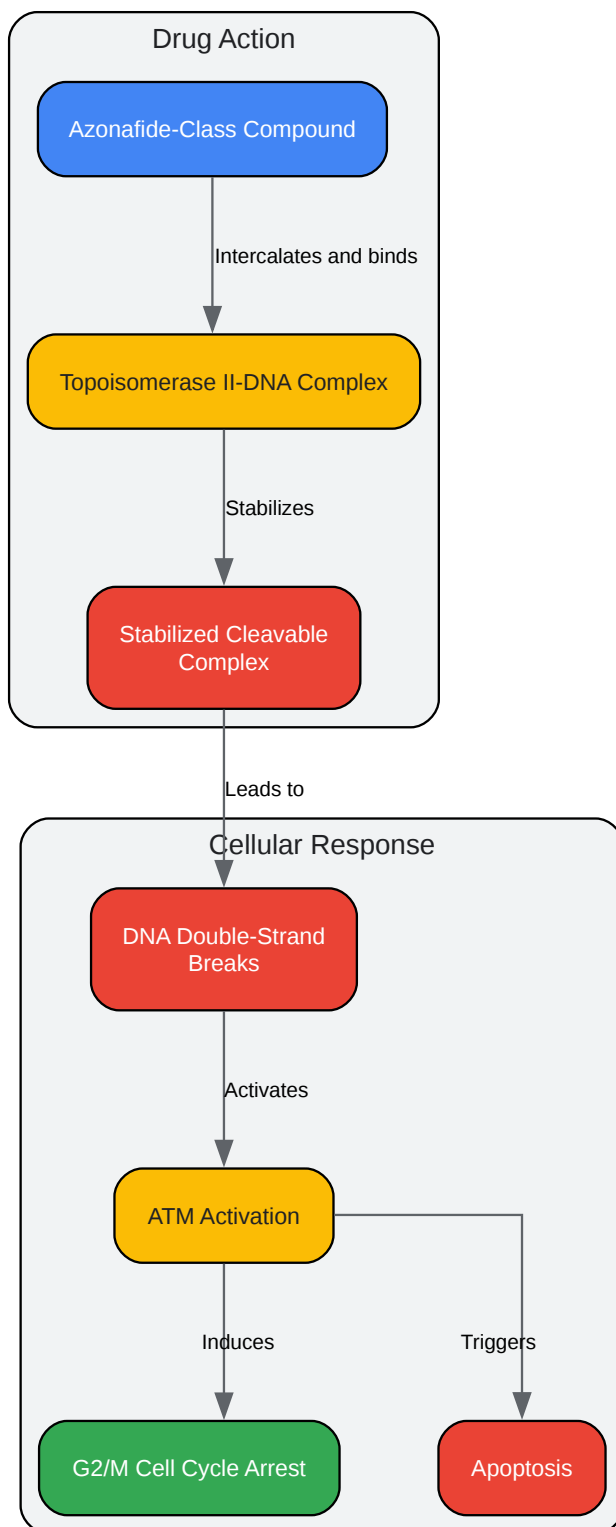 Drug Action
Azonafide-Class Compound
Intercalates and binds
Topoisomerase II-DNA Complex
Stabilizes
Stabilized Cleavable
Complex
Leads to
Cellular Response
DNA Double-Strand
Breaks
Activates
ATM Activation
Induces
Triggers
G2/M Cell Cycle Arrest
Apoptosis